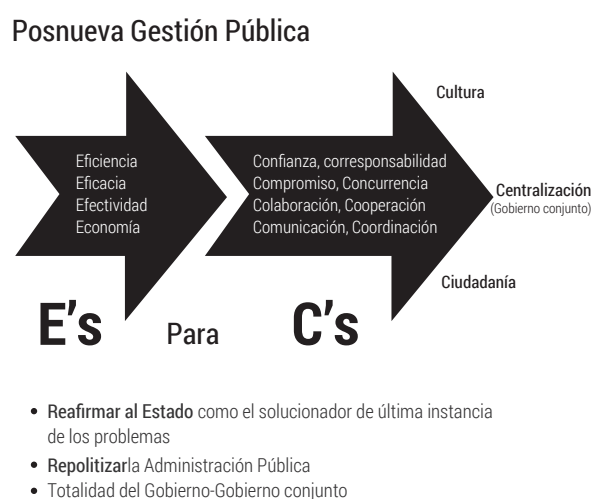 Posnueva Gestión Pública
Cultura
Eficiencia
Eficacia
Efectividad
Economía
Confianza, corresponsabilidad
Compromiso, Concurrencia
Colaboración, Cooperación
Comunicación, Coordinación
Centralización
(Gobierno conjunto)
Ciudadanía
E's
Para
C's
• Reafirmar al Estado como el solucionador de última instancia
de los problemas
• Repolitizarla Administración Pública
• Totalidad del Gobierno-Gobierno conjunto